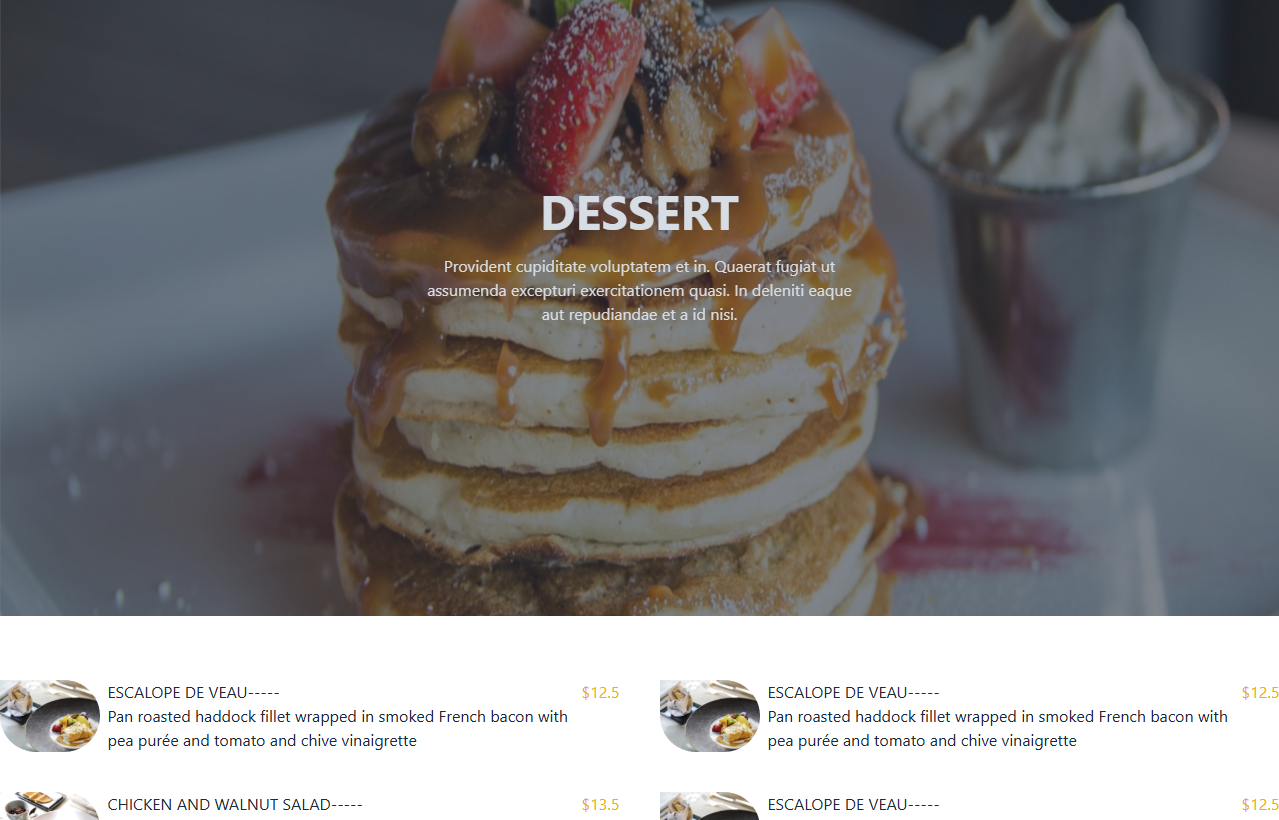 DESSERT
Provident cupiditate voluptatem et in. Quaerat fugiat ut
assumenda excepturi exercitationem quasi. In deleniti eaque
aut repudiandae et a id nisi.
ESCALOPE DE VEAU-----
$12.5
Pan roasted haddock fillet wrapped in smoked French bacon with
pea purée and tomato and chive vinaigrette
ESCALOPE DE VEAU-----
$12.5
Pan roasted haddock fillet wrapped in smoked French bacon with
pea purée and tomato and chive vinaigrette
CHICKEN AND WALNUT SALAD-----
$13.5
ESCALOPE DE VEAU-----
$12.5